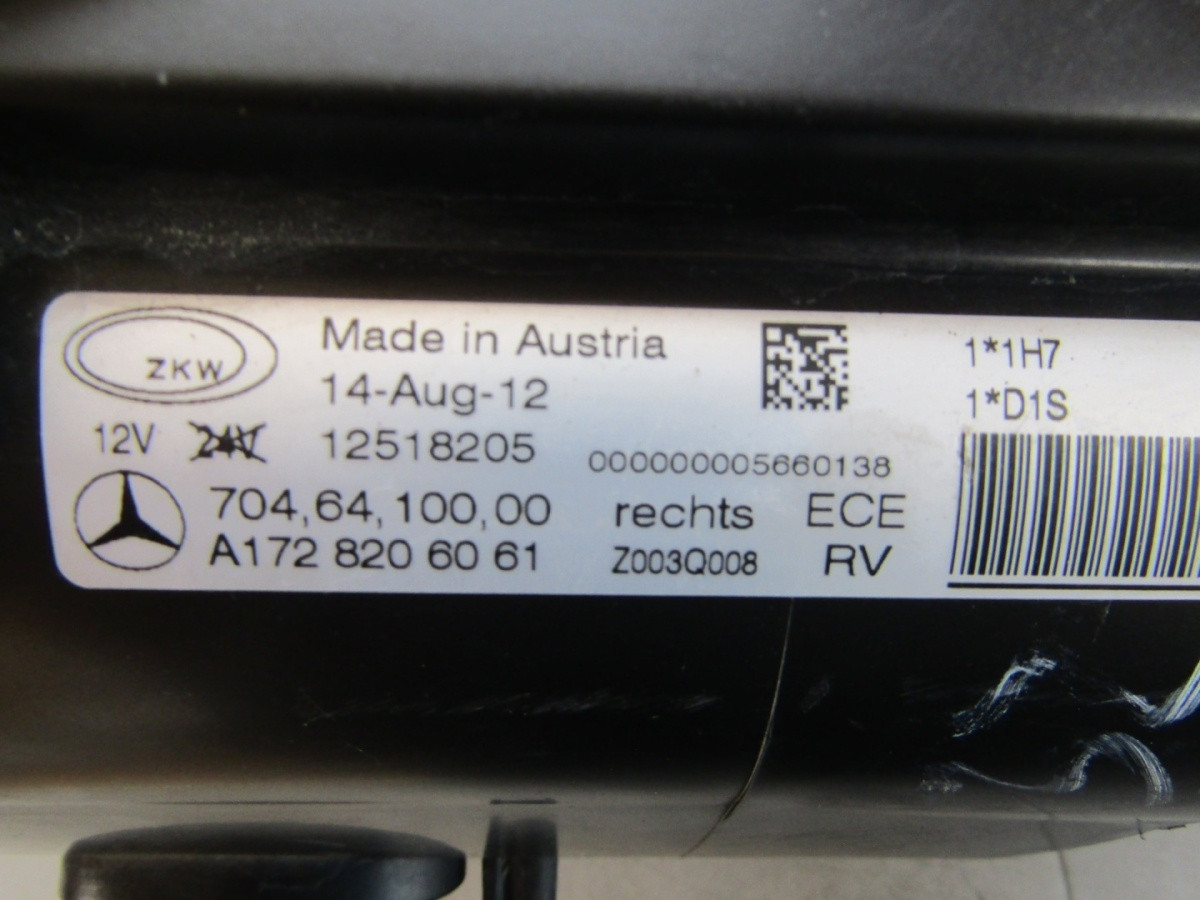 ZKW
Made in Austria
14-Aug-12
12V 24V 12518205
000000005660138
704,64,100,00 rechts ECE
A172 820 60 61 Z003Q008 RV
1*1H7
1*D1S